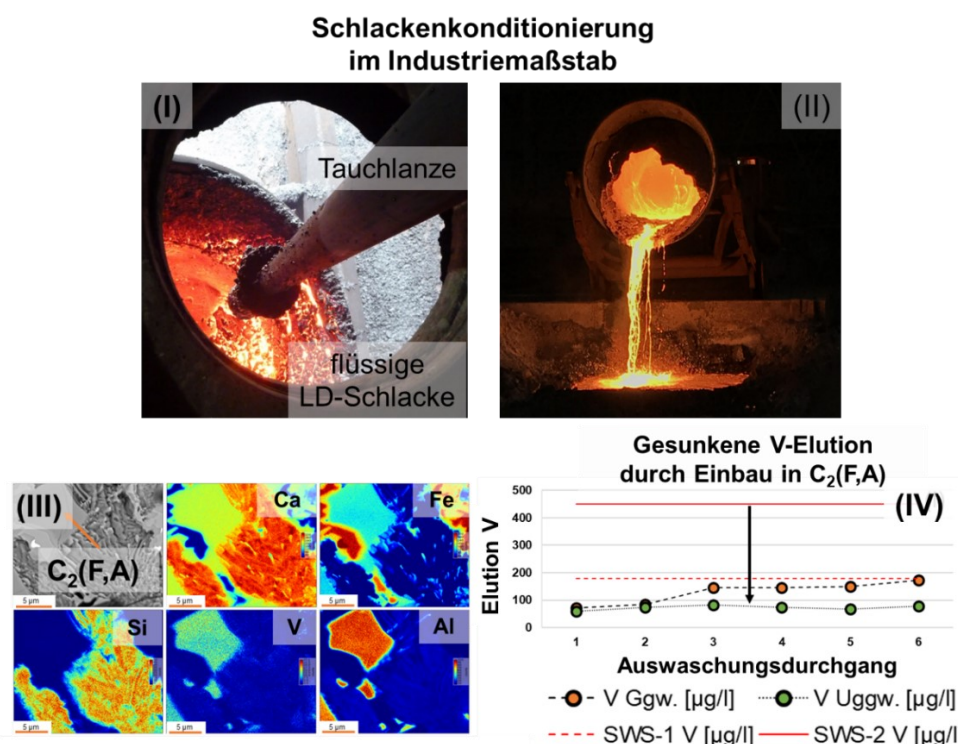 Schlackenkonditionierung
im Industriemaßstab
(I)
Tauchlanze
flüssige
LD-Schlacke
(II)
(III)
C₂(F,A)
5 µm
Ca
5 µm
Fe
5 µm
Si
5 µm
V
5 µm
Al
5 µm
Gesunkene V-Elution
durch Einbau in C₂(F,A)
(IV)
Elution V
500
400
300
200
100
0
1 2 3 4 5 6
Auswaschungsdurchgang
V Ggw. [µg/l] V Uggw. [µg/l]
SWS-1 V [µg/l] SWS-2 V [µg/l